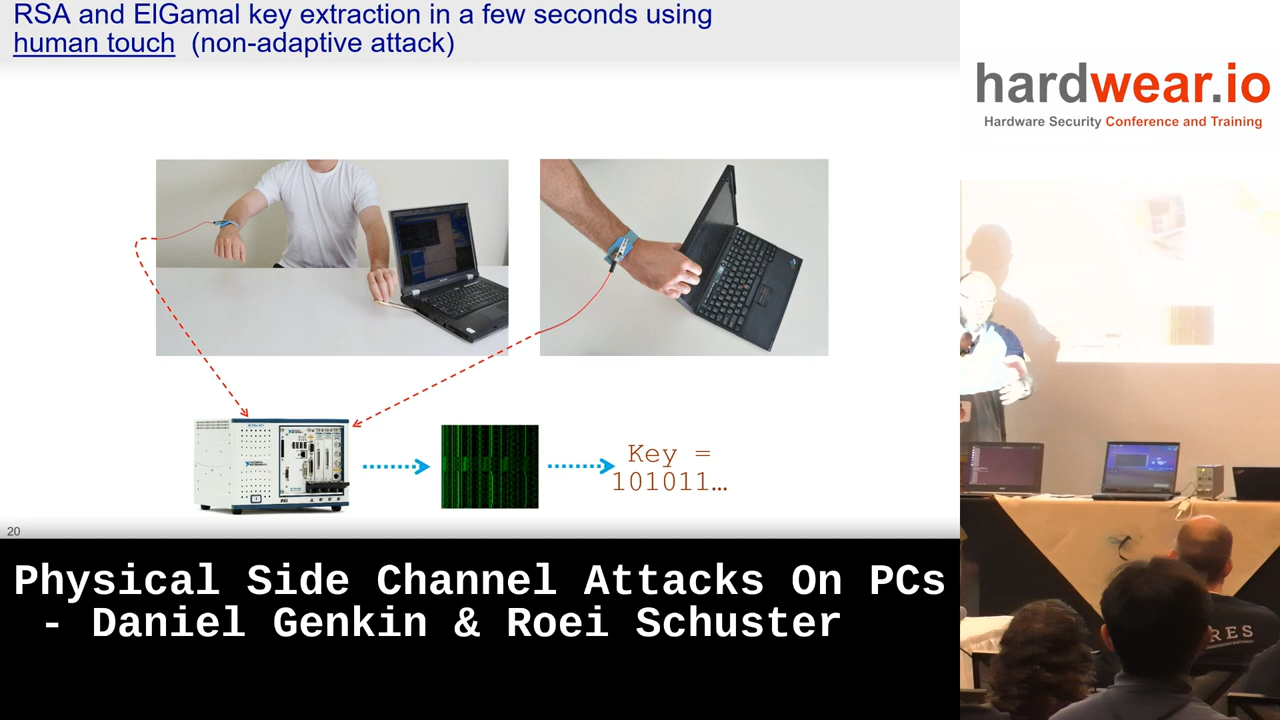 RSA and ElGamal key extraction in a few seconds using
human touch (non-adaptive attack)
hardwear.io
Hardware Security Conference and Training
Key =
101011…
20
Physical Side Channel Attacks On PCs
- Daniel Genkin & Roei Schuster
RES